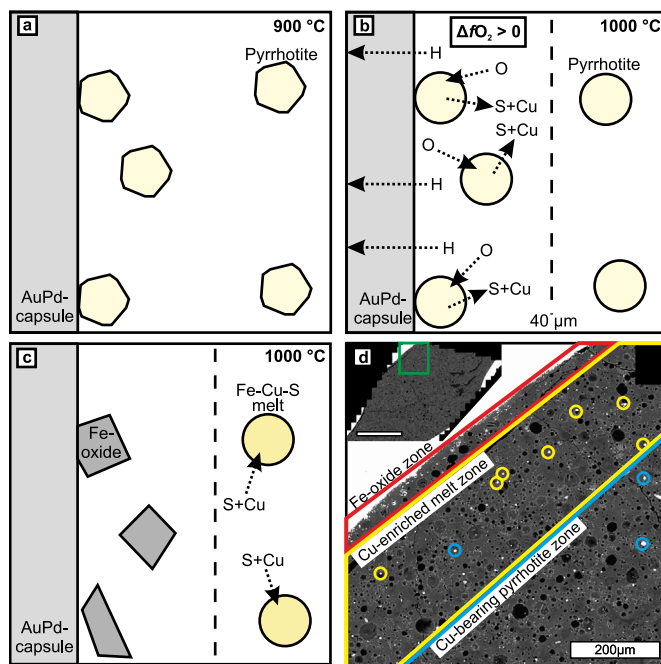 a
900 °C
Pyrrhotite
AuPd-
capsule
b
ΔfO₂ > 0
1000 °C
H
O
Pyrrhotite
S+Cu
S+Cu
O
H
H
O
S+Cu
AuPd-
capsule
40 µm
c
1000 °C
Fe-Cu-S
melt
Fe-
oxide
S+Cu
S+Cu
AuPd-
capsule
d
Fe-oxide zone
Cu-enriched melt zone
Cu-bearing pyrrhotite zone
200µm